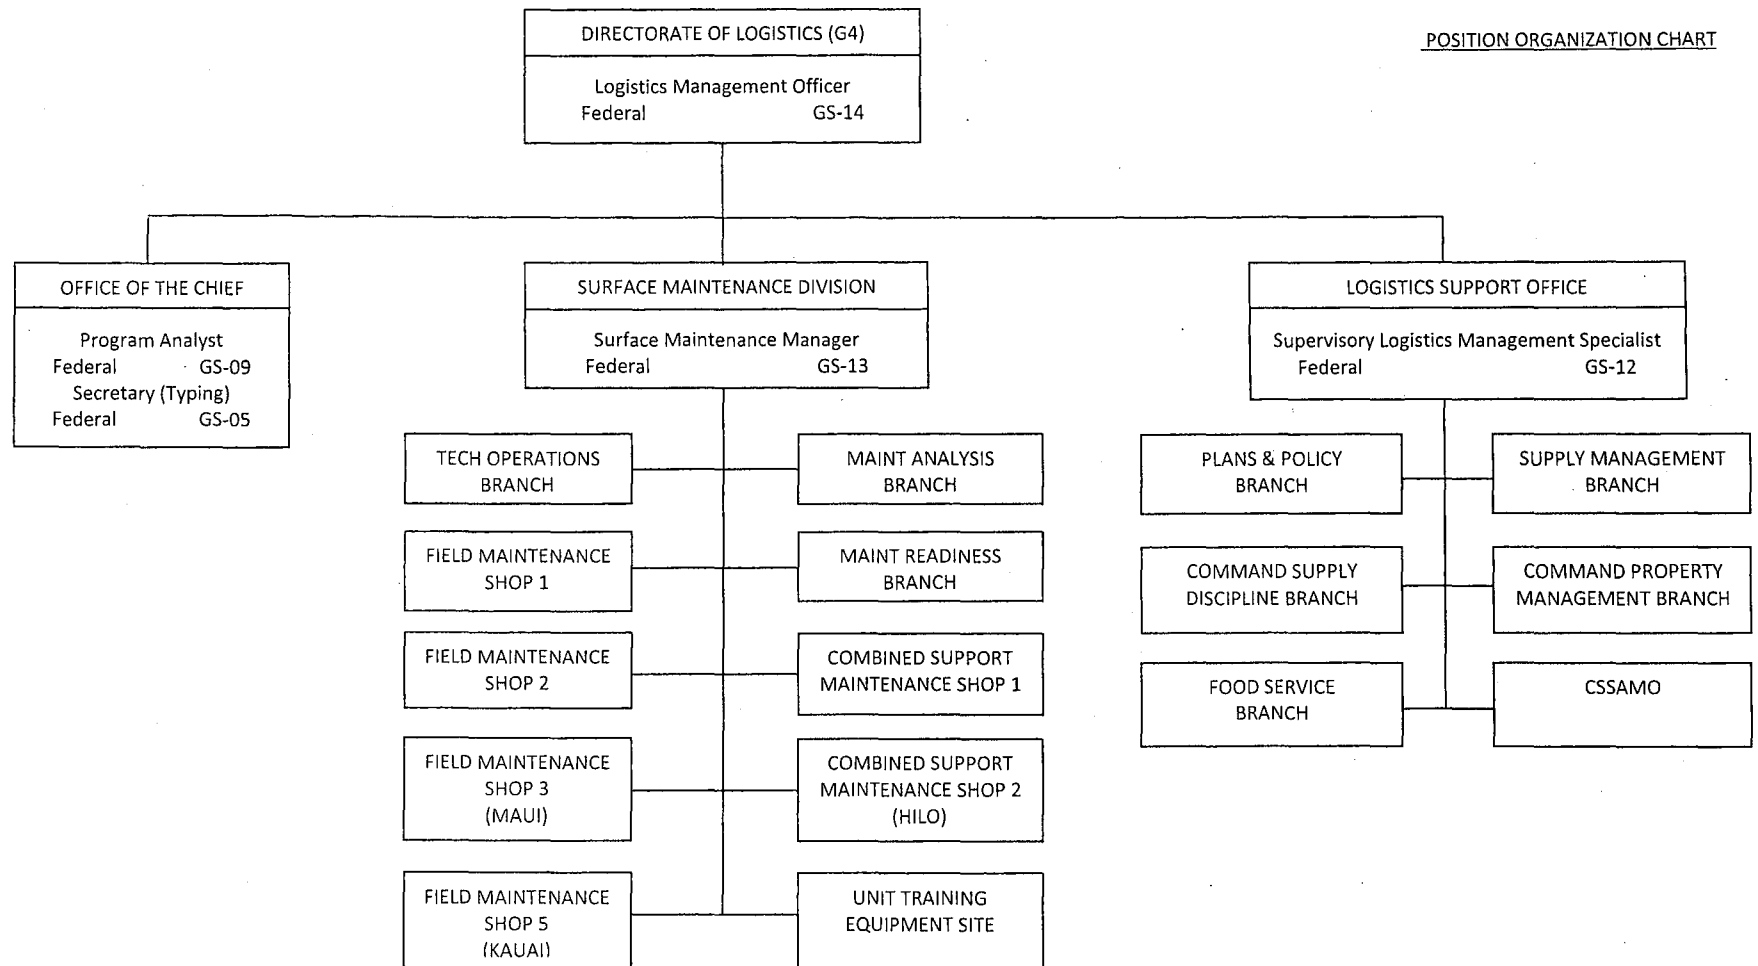 DIRECTORATE OF LOGISTICS (G4)
POSITION ORGANIZATION CHART
Logistics Management Officer
Federal GS-14
OFFICE OF THE CHIEF
Program Analyst
Federal GS-09
Secretary (Typing)
Federal GS-05
SURFACE MAINTENANCE DIVISION
Surface Maintenance Manager
Federal GS-13
LOGISTICS SUPPORT OFFICE
Supervisory Logistics Management Specialist
Federal GS-12
TECH OPERATIONS
BRANCH
MAINT ANALYSIS
BRANCH
FIELD MAINTENANCE
SHOP 1
MAINT READINESS
BRANCH
FIELD MAINTENANCE
SHOP 2
COMBINED SUPPORT
MAINTENANCE SHOP 1
FIELD MAINTENANCE
SHOP 3
(MAUI)
COMBINED SUPPORT
MAINTENANCE SHOP 2
(HILO)
FIELD MAINTENANCE
SHOP 5
(KAUAI)
UNIT TRAINING
EQUIPMENT SITE
PLANS & POLICY
BRANCH
SUPPLY MANAGEMENT
BRANCH
COMMAND SUPPLY
DISCIPLINE BRANCH
COMMAND PROPERTY
MANAGEMENT BRANCH
FOOD SERVICE
BRANCH
CSSAMO